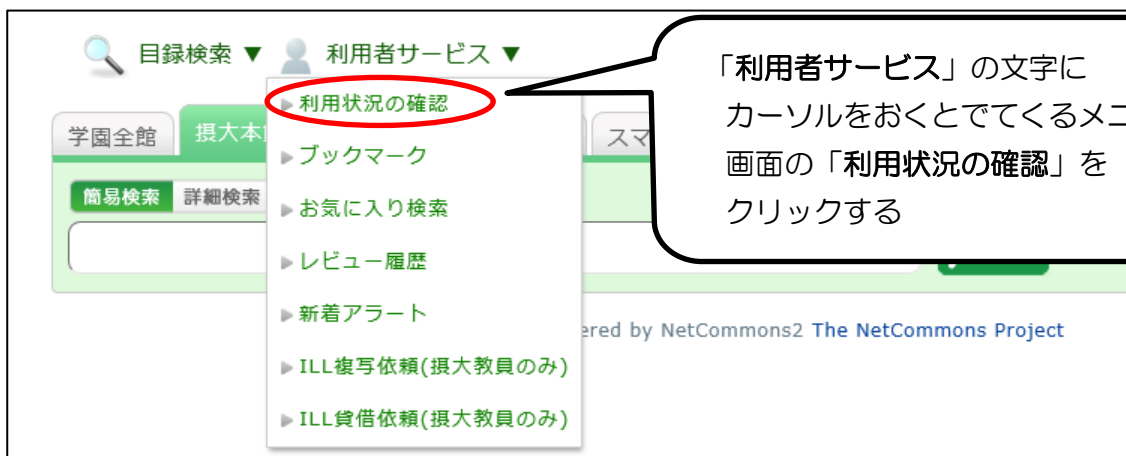 目録検索 ▼ 利用者サービス ▼
「利用者サービス」の文字に
カーソルをおくとでてくるメニ
画面の「利用状況の確認」を
クリックする
利用状況の確認
ブックマーク
お気に入り検索
レビュー履歴
新着アラート
ILL複写依頼(摂大教員のみ)
ILL貸借依頼(摂大教員のみ)
学園全館 摂大本 スマ
簡易検索 詳細検索
ered by NetCommons2 The NetCommons Project